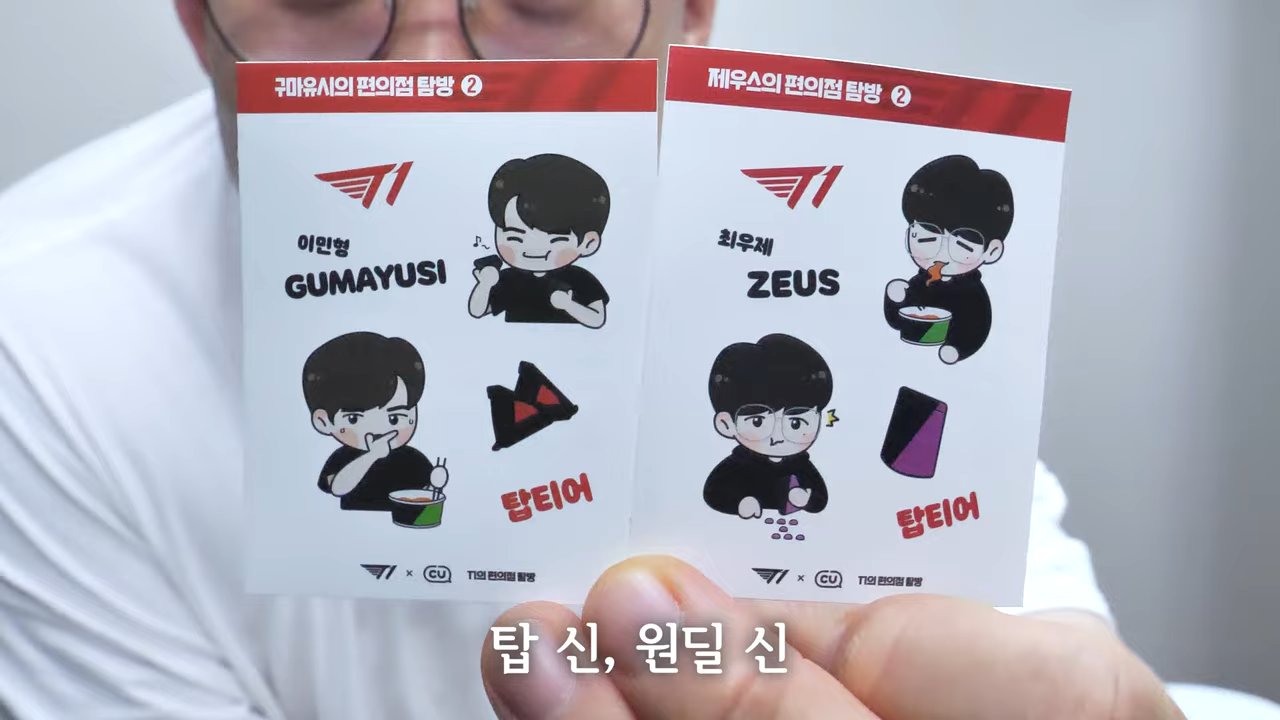 구마유시의 편의점 탐방 2
T1
이민형
GUMAYUSI
탑티어
T1 × CU T1의 편의점 탐방
제우스의 편의점 탐방 2
T1
최우제
ZEUS
탑티어
T1 × CU T1의 편의점 탐방
탑 신, 원딜 신